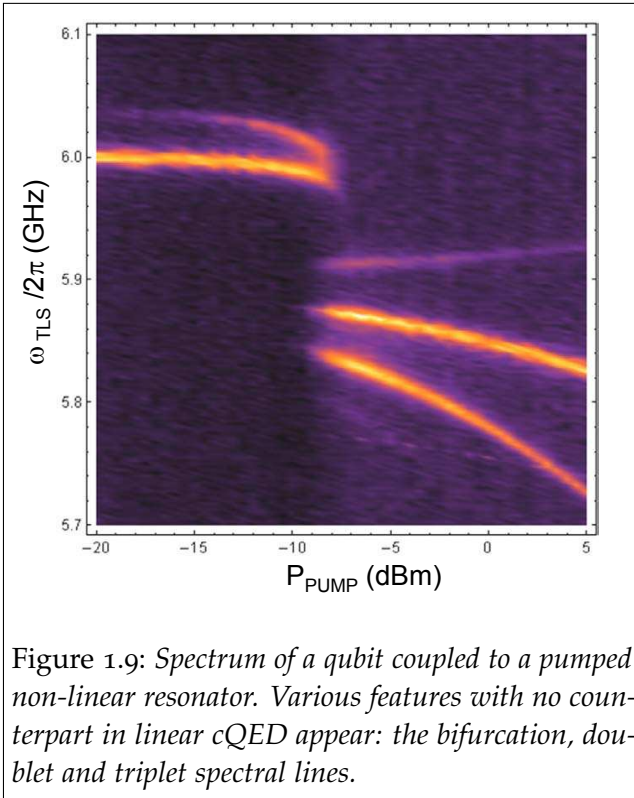 6.1
6.0
5.9
5.8
5.7
ω TLS /2π (GHz)
−20 −15 −10 −5 0 5
P PUMP (dBm)
Figure 1.9: Spectrum of a qubit coupled to a pumped
non-linear resonator. Various features with no coun-
terpart in linear cQED appear: the bifurcation, dou-
blet and triplet spectral lines.